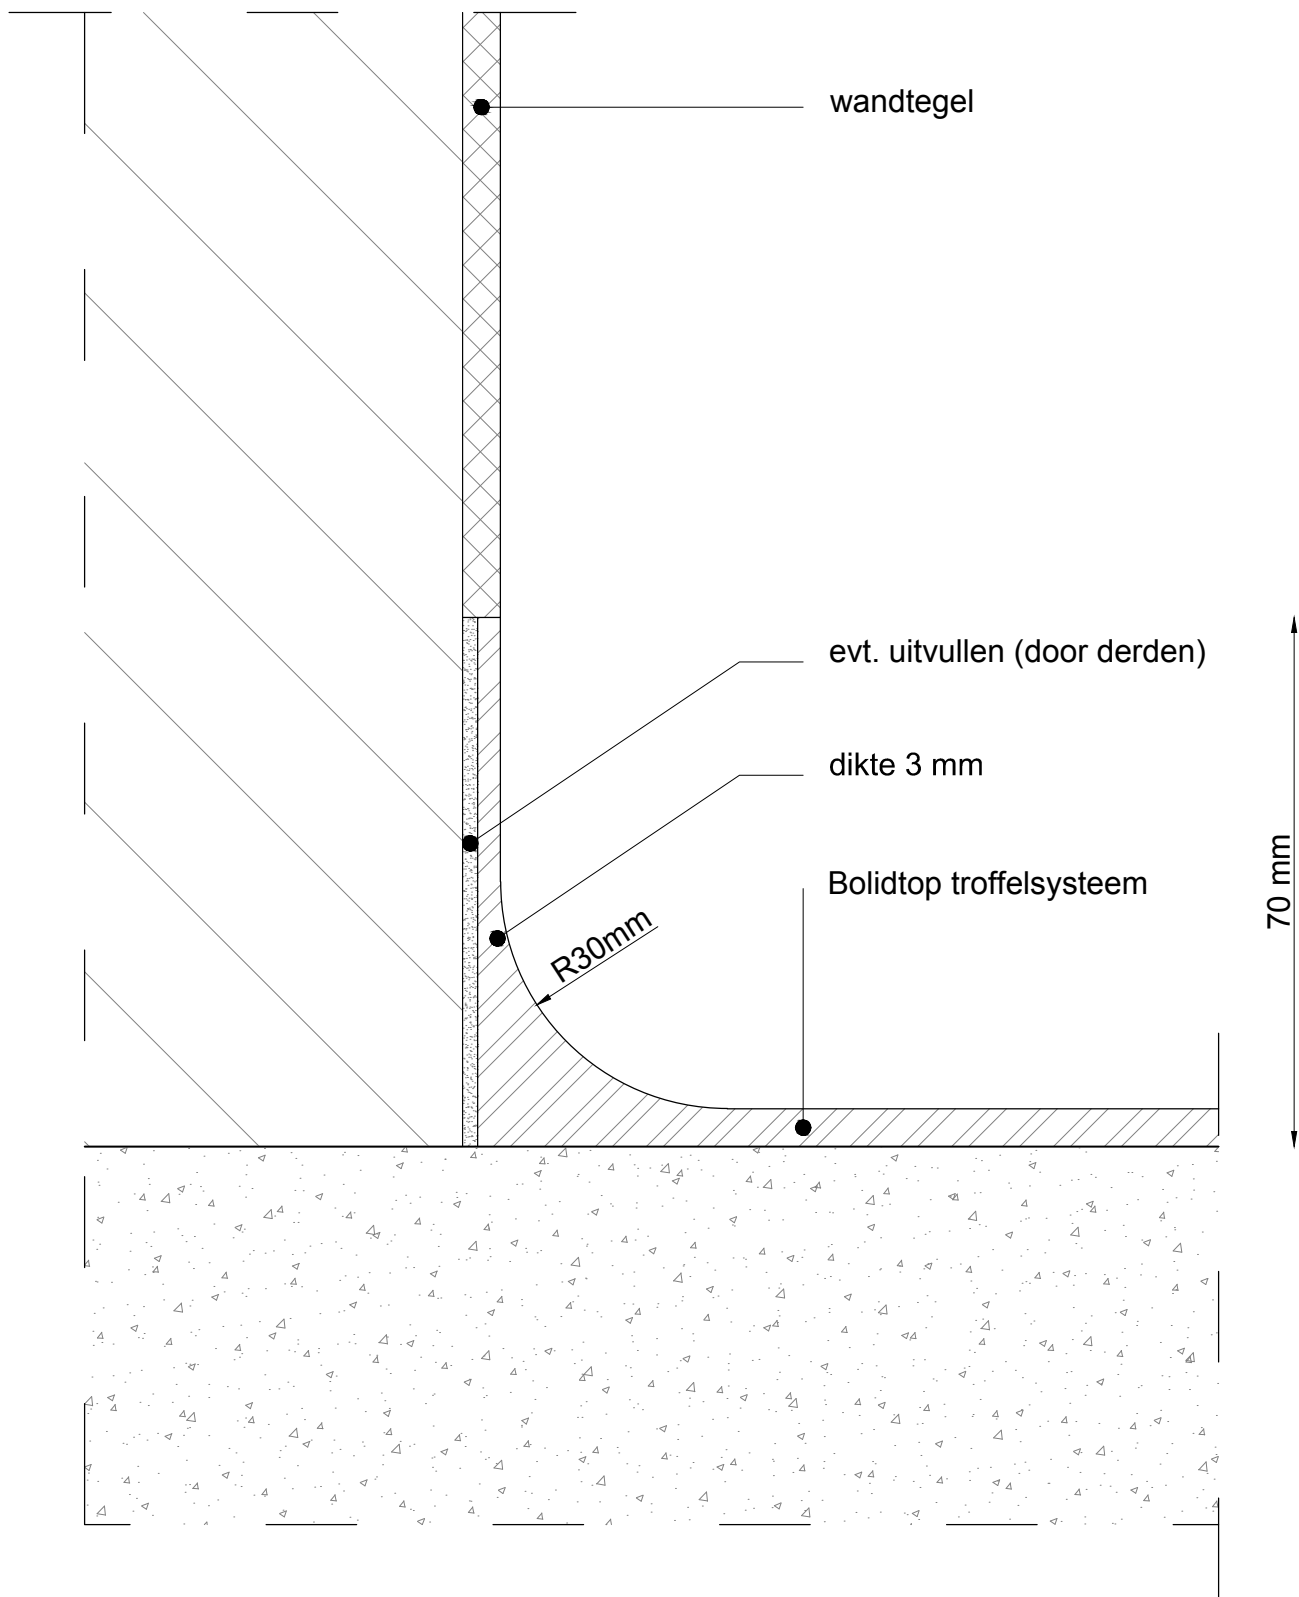 wandtegel
evt. uitvullen (door derden)
dikte 3 mm
Bolidtop troffelsysteem
R30mm
70 mm